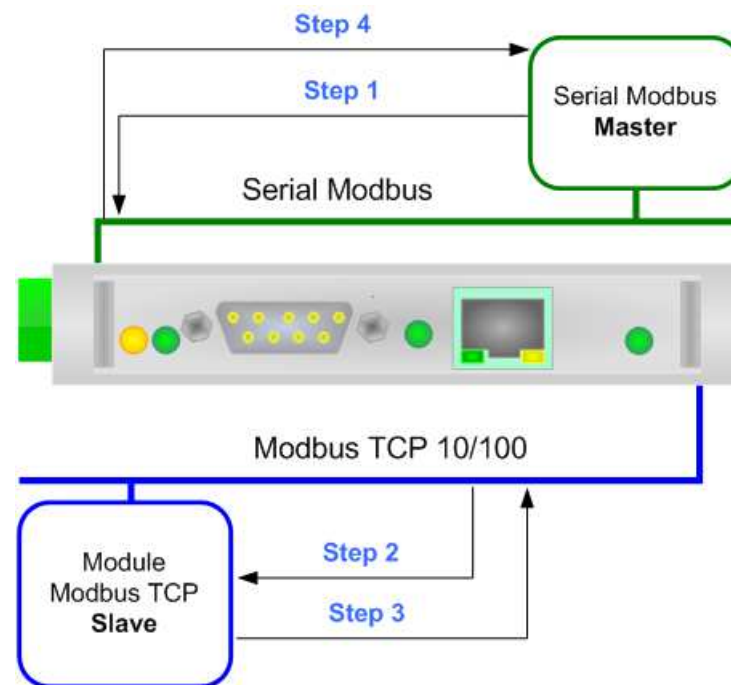 Step 4
Step 1
Serial Modbus
Master
Serial Modbus
Modbus TCP 10/100
Step 2
Module
Modbus TCP
Slave
Step 3